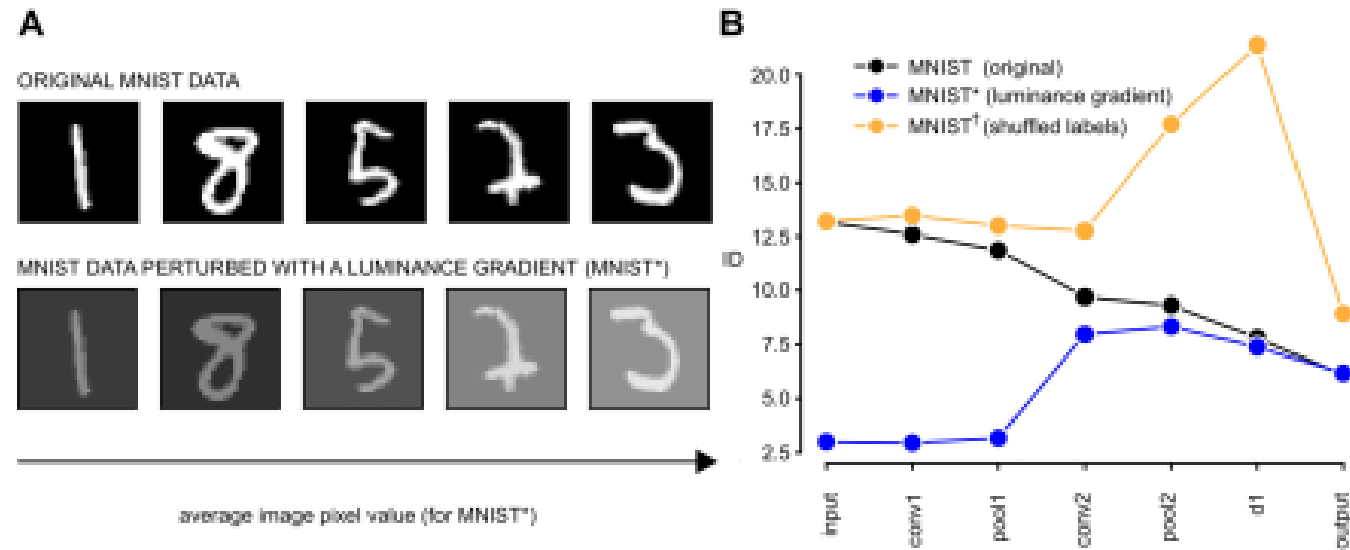 A
ORIGINAL MNIST DATA
MNIST DATA PERTURBED WITH A LUMINANCE GRADIENT (MNIST*)
average image pixel value (for MNIST*)
B
MNIST (original)
MNIST* (luminance gradient)
MNIST† (shuffled labels)
20.0
17.5
15.0
12.5
10.0
7.5
5.0
2.5
ID
input
conv1
pool1
conv2
pool2
d1
output